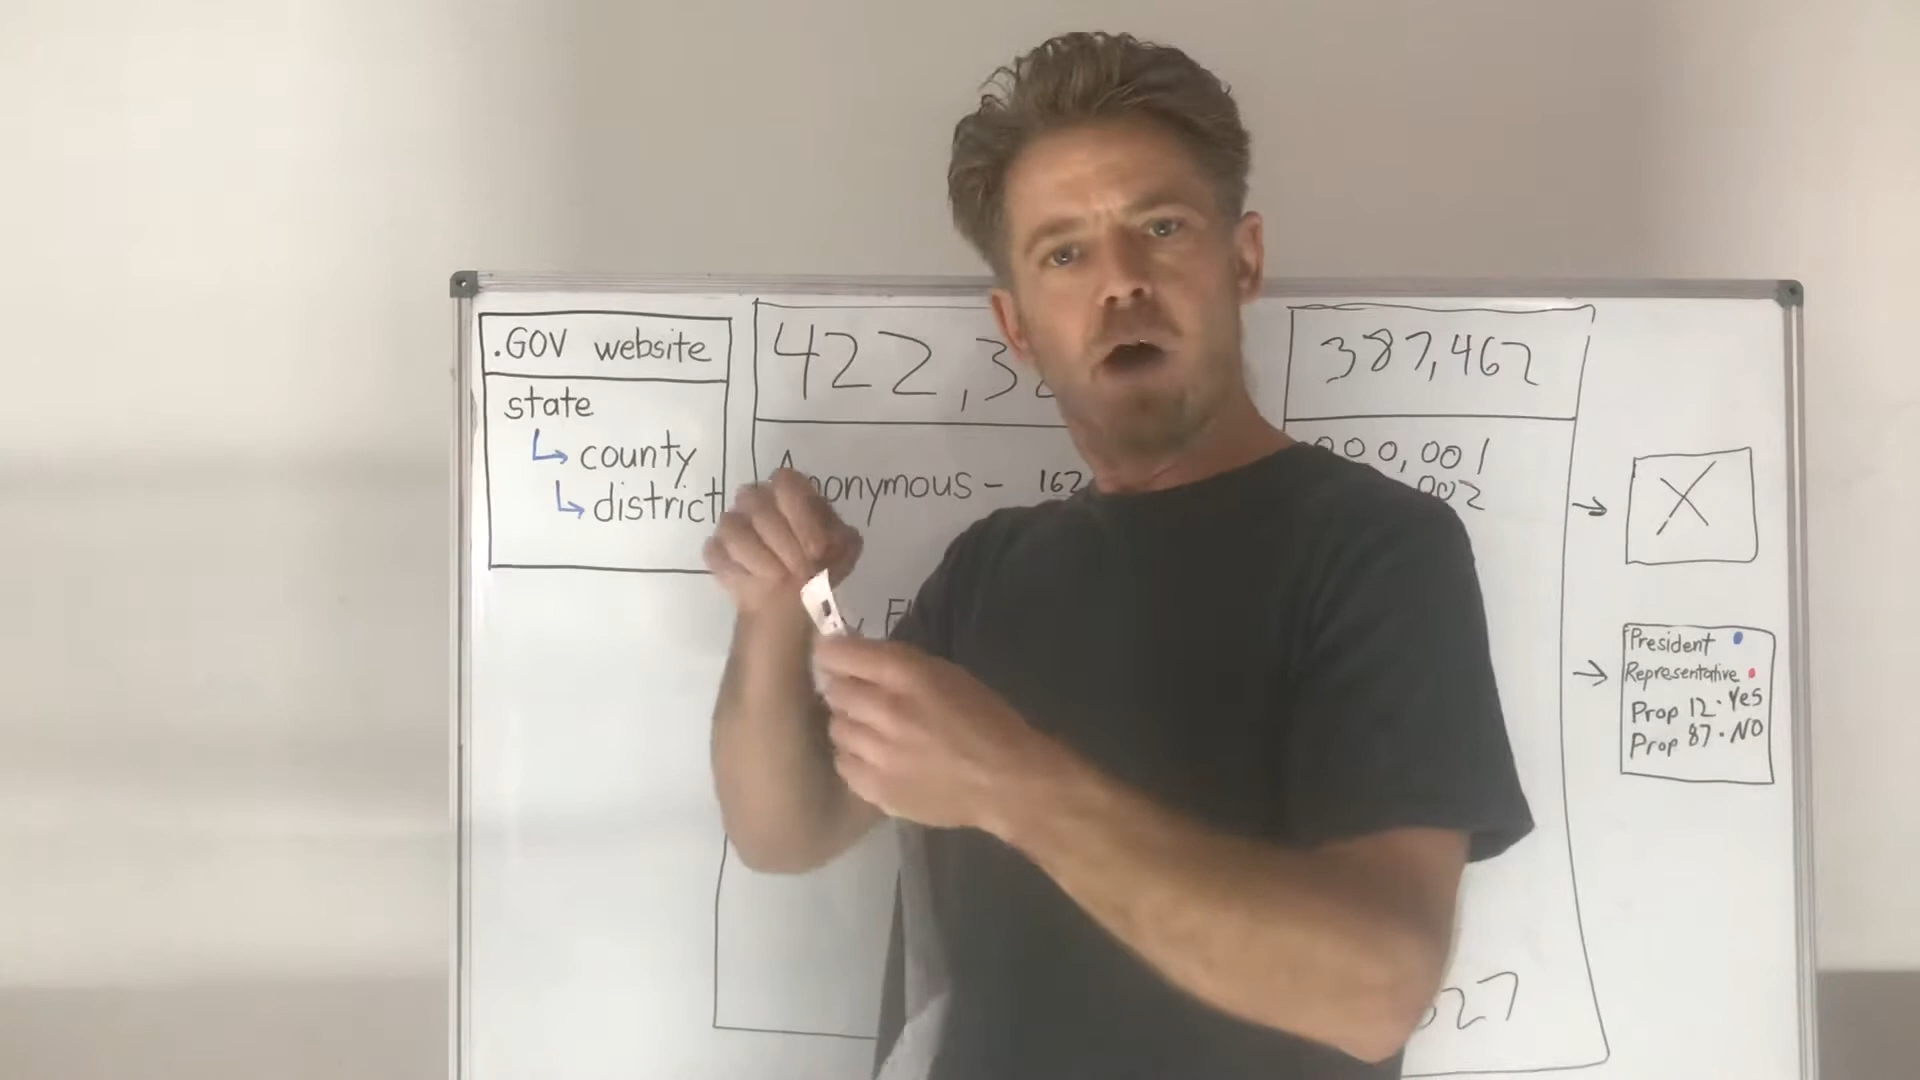 .GOV website
state
county
district
422,3
Anonymous - 162
387,462
000,001
002
27
X
President
Representative
Prop 12 · Yes
Prop 87 · NO